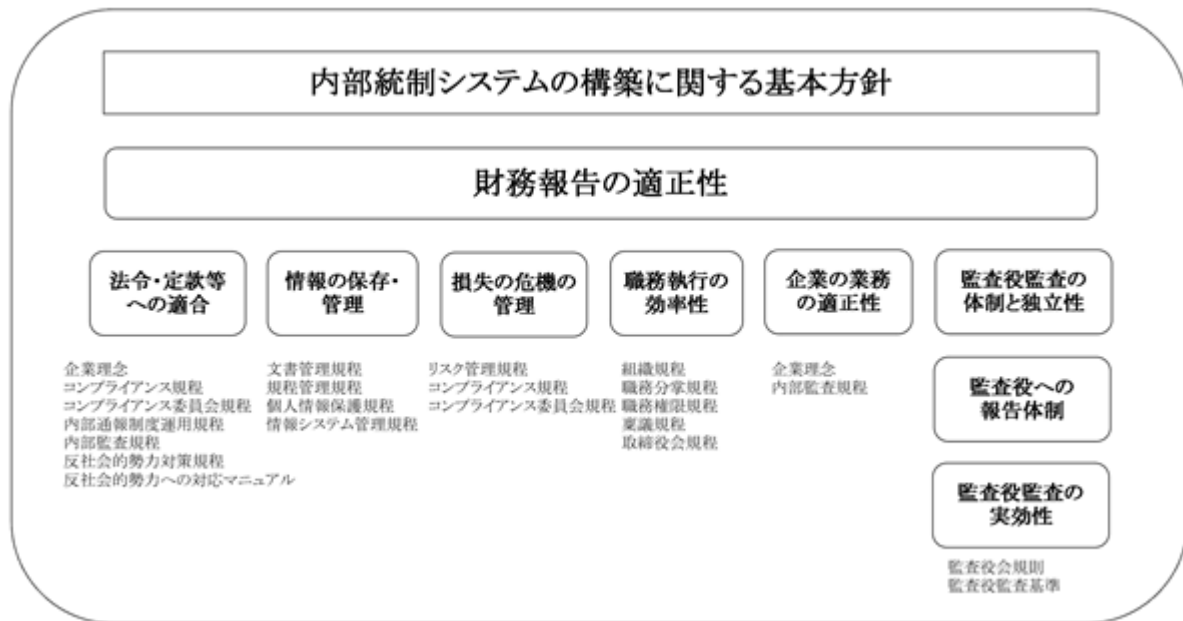 内部統制システムの構築に関する基本方針
財務報告の適正性
法令・定款等
への適合
企業理念
コンプライアンス規程
コンプライアンス委員会規程
内部通報制度運用規程
内部監査規程
反社会的勢力対策規程
反社会的勢力への対応マニュアル
情報の保存・
管理
文書管理規程
規程管理規程
個人情報保護規程
情報システム管理規程
損失の危機の
管理
リスク管理規程
コンプライアンス規程
コンプライアンス委員会規程
職務執行の
効率性
組織規程
職務分掌規程
職務権限規程
稟議規程
取締役会規程
企業の業務
の適正性
企業理念
内部監査規程
監査役監査の
体制と独立性
監査役への
報告体制
監査役監査の
実効性
監査役会規則
監査役監査基準